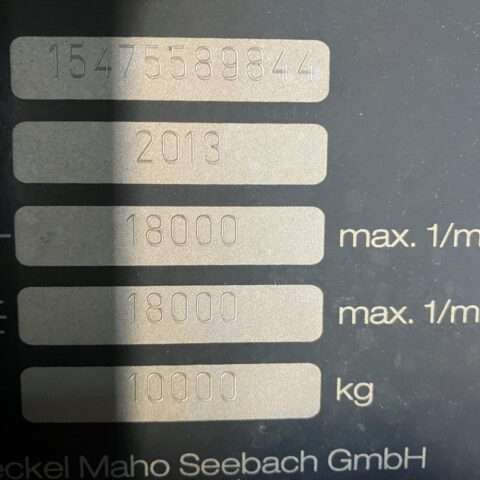 15475589844
2013
18000 max. 1/m
18000 max. 1/m
10000 kg
eckel Maho Seebach GmbH